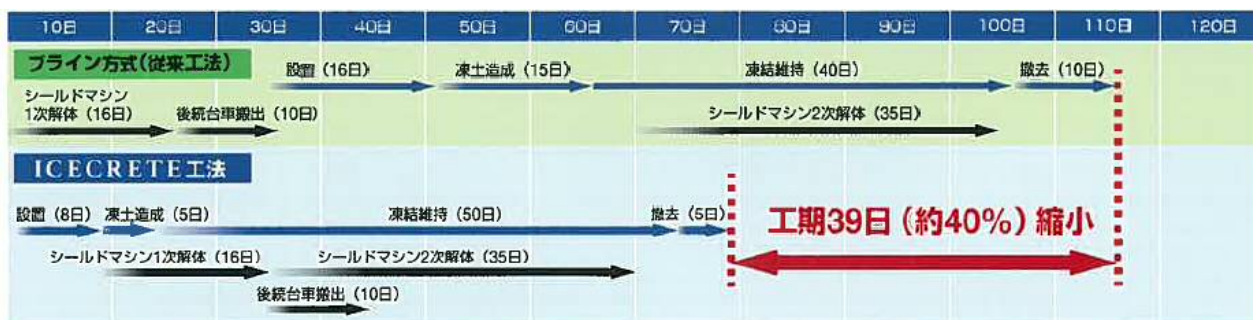 10日 20日 30日 40日 50日 60日 70日 80日 90日 100日 110日 120日
ブライン方式(従来工法)
設置(16日) 凍土造成(15日) 凍結維持(40日) 撤去(10日)
シールドマシン
1次解体(16日) 後続台車搬出(10日) シールドマシン2次解体(35日)
ICECRETE工法
設置(8日) 凍土造成(5日) 凍結維持(50日) 撤去(5日)
工期39日(約40%)縮小
シールドマシン1次解体(16日) シールドマシン2次解体(35日)
後続台車搬出(10日)